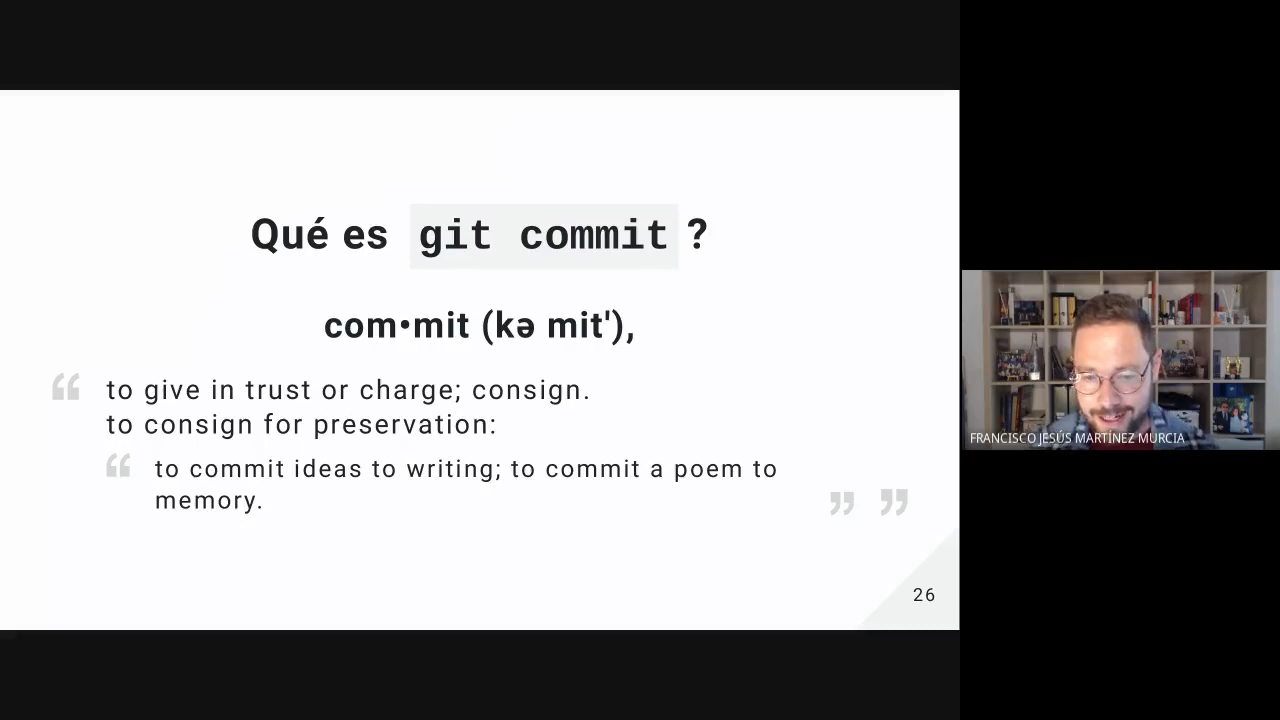 Qué es git commit ?
com•mit (kə mit'),
“ to give in trust or charge; consign.
to consign for preservation:
“ to commit ideas to writing; to commit a poem to
memory.
” ”
26
FRANCISCO JESÚS MARTÍNEZ MURCIA